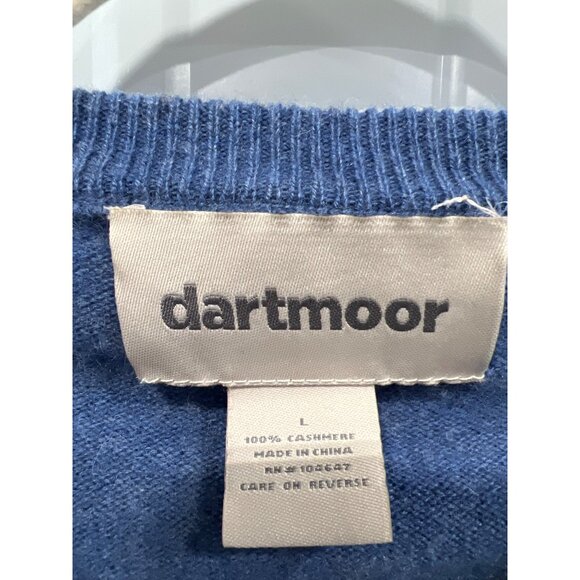 dartmoor
L
100% CASHMERE
MADE IN CHINA
RN # 104647
CARE ON REVERSE